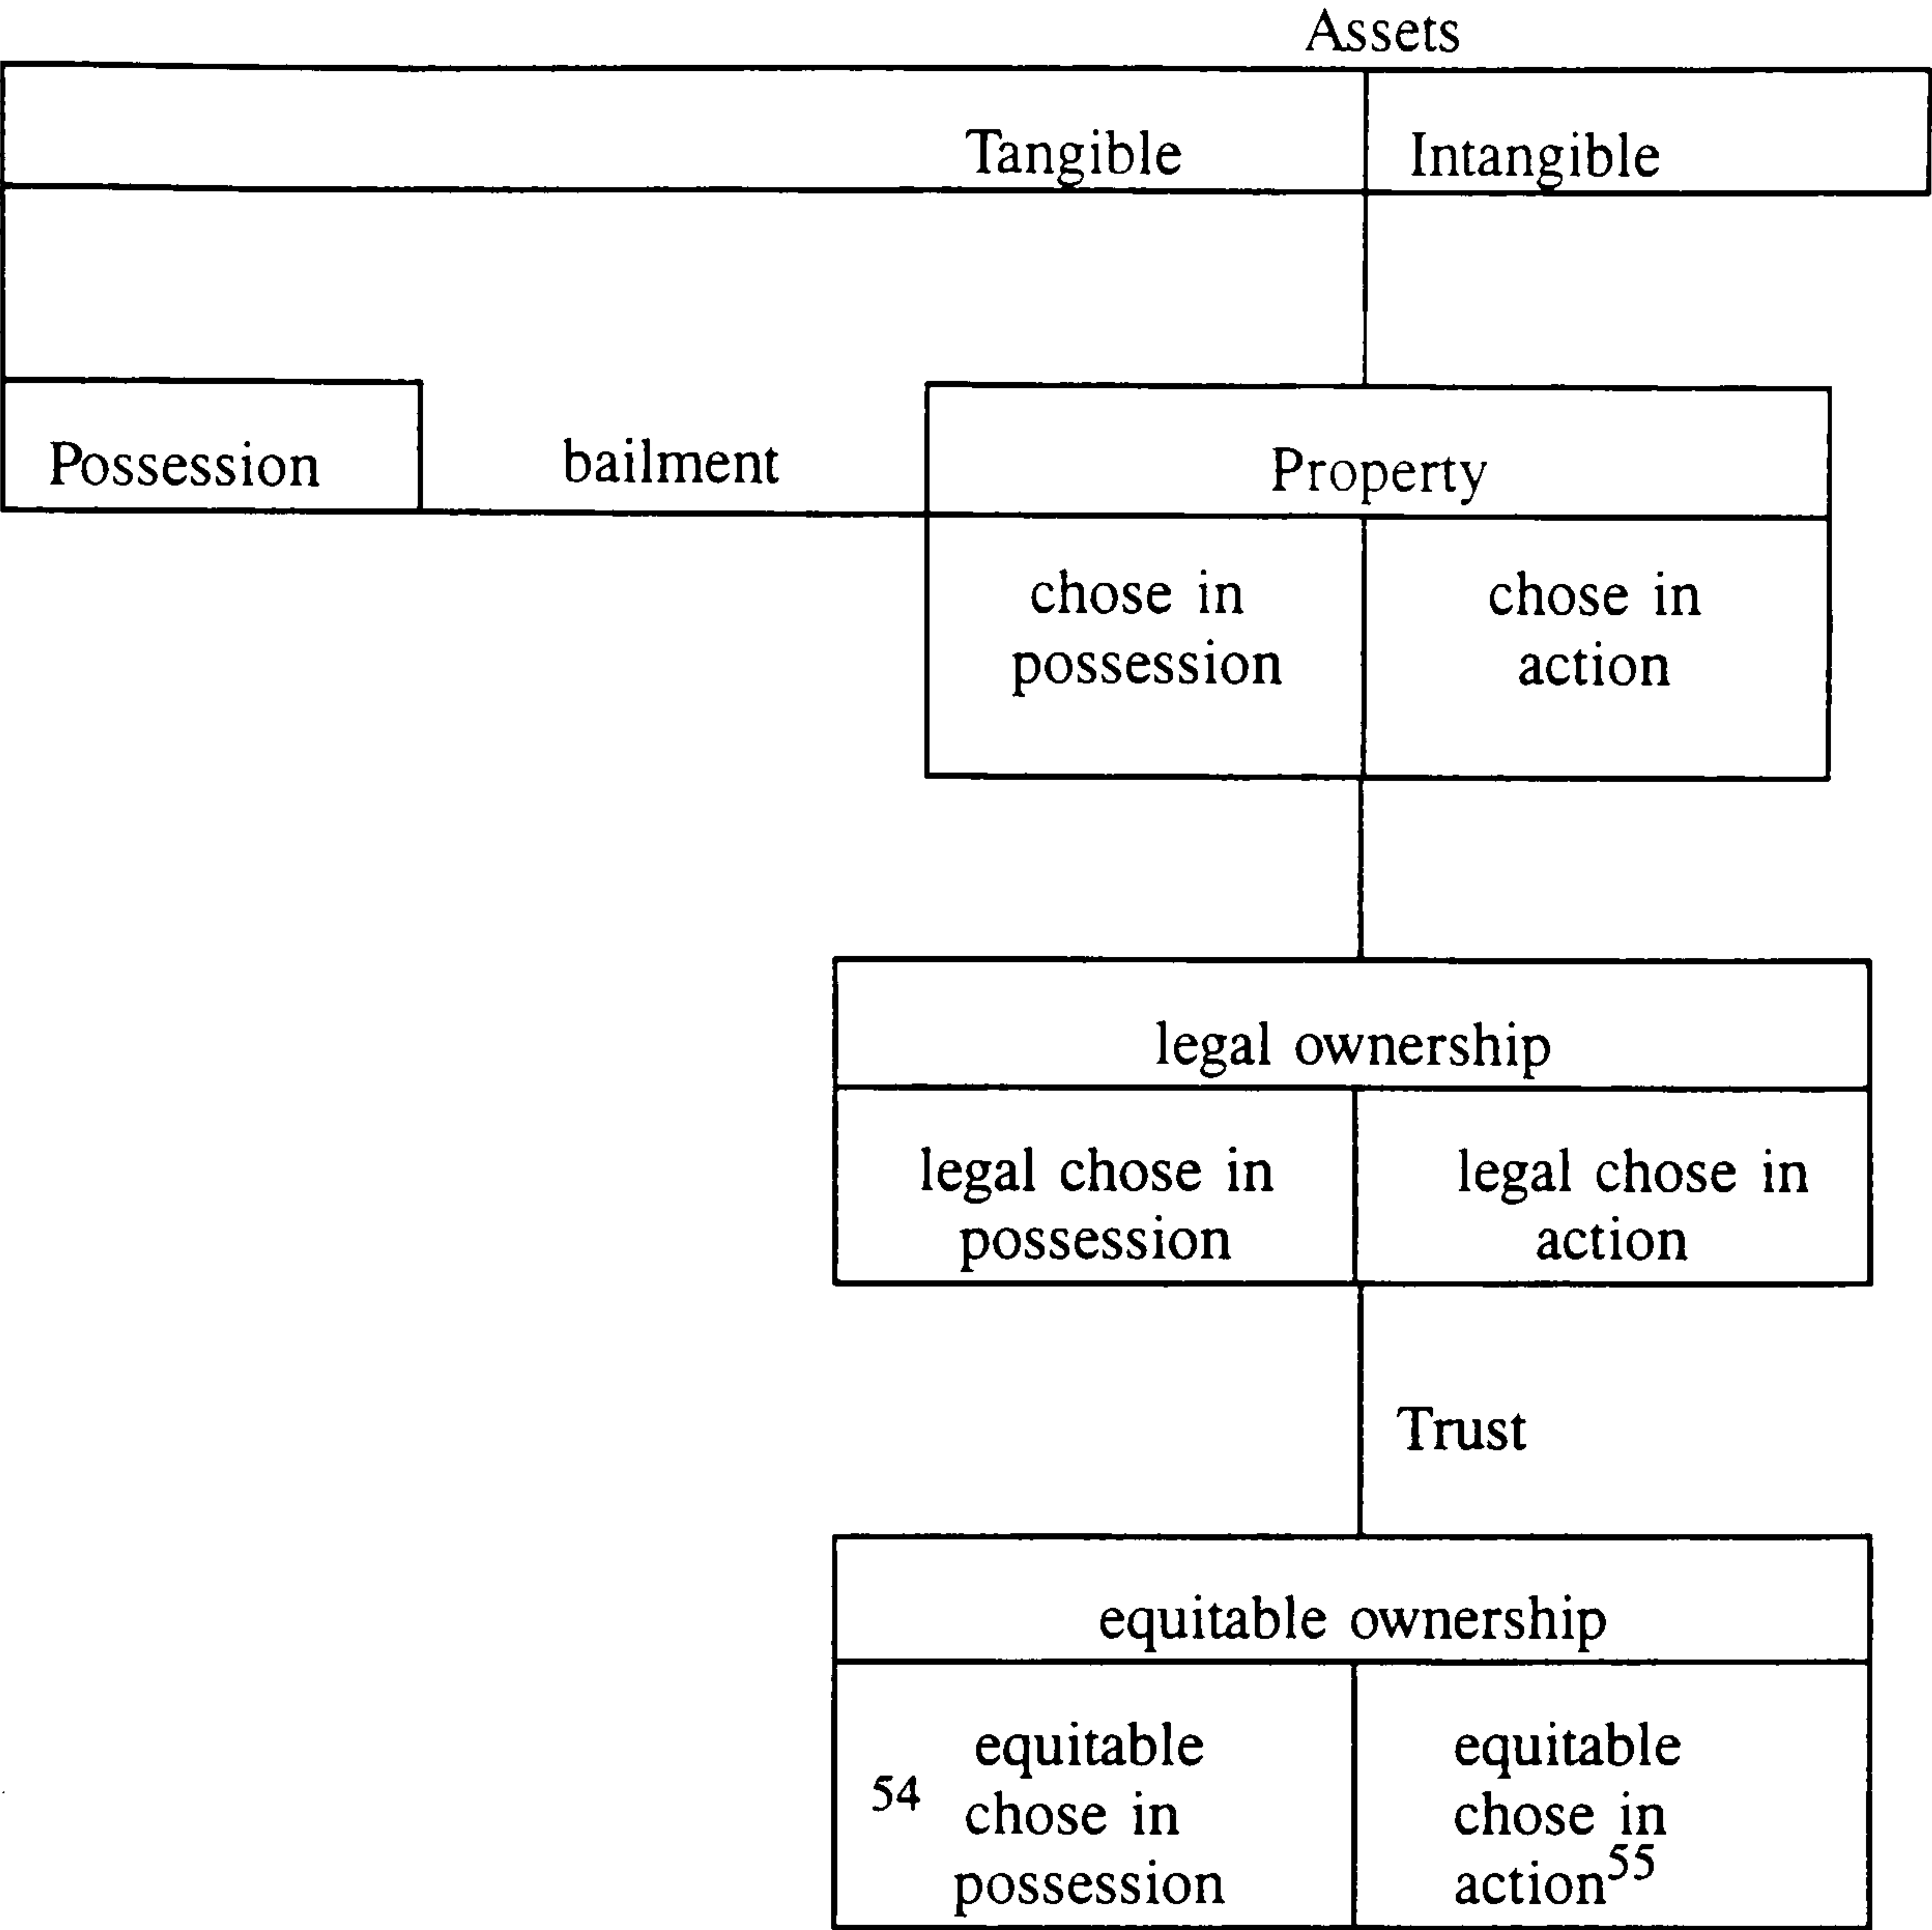 Assets
Tangible Intangible
Possession bailment Property
chose in
possession
chose in
action
legal ownership
legal chose in
possession
legal chose in
action
Trust
equitable ownership
54
equitable
chose in
possession
equitable
chose in
action55